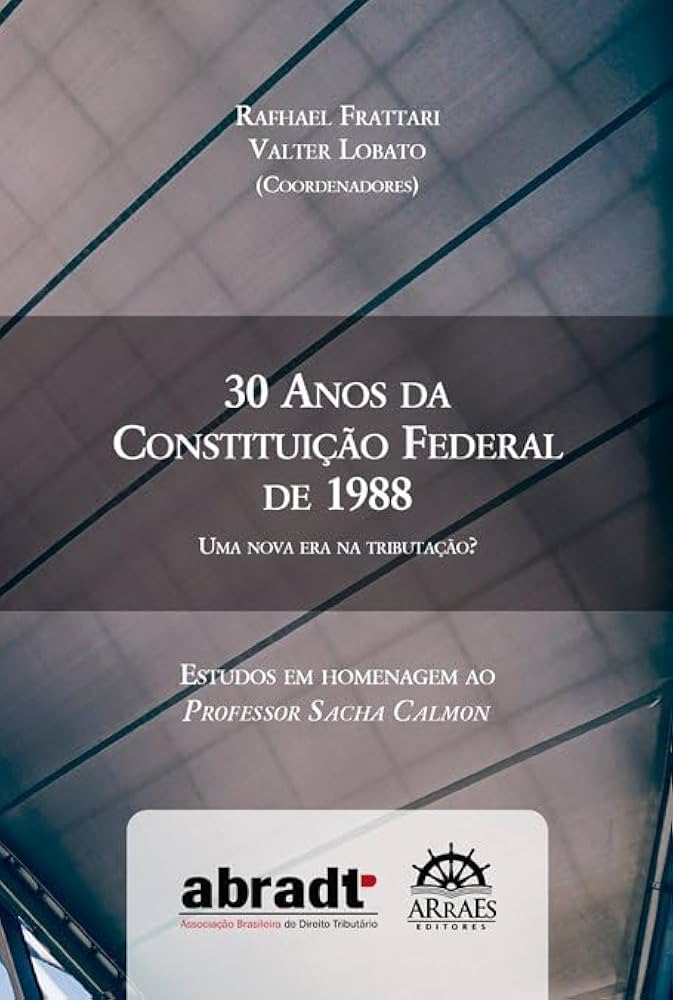 Rafhael Frattari
Valter Lobato
(Coordenadores)
30 Anos da
Constituição Federal
de 1988
Uma nova era na tributação?
Estudos em homenagem ao
Professor Sacha Calmon
abradt
Associação Brasileira de Direito Tributário
ARRAES
EDITORES